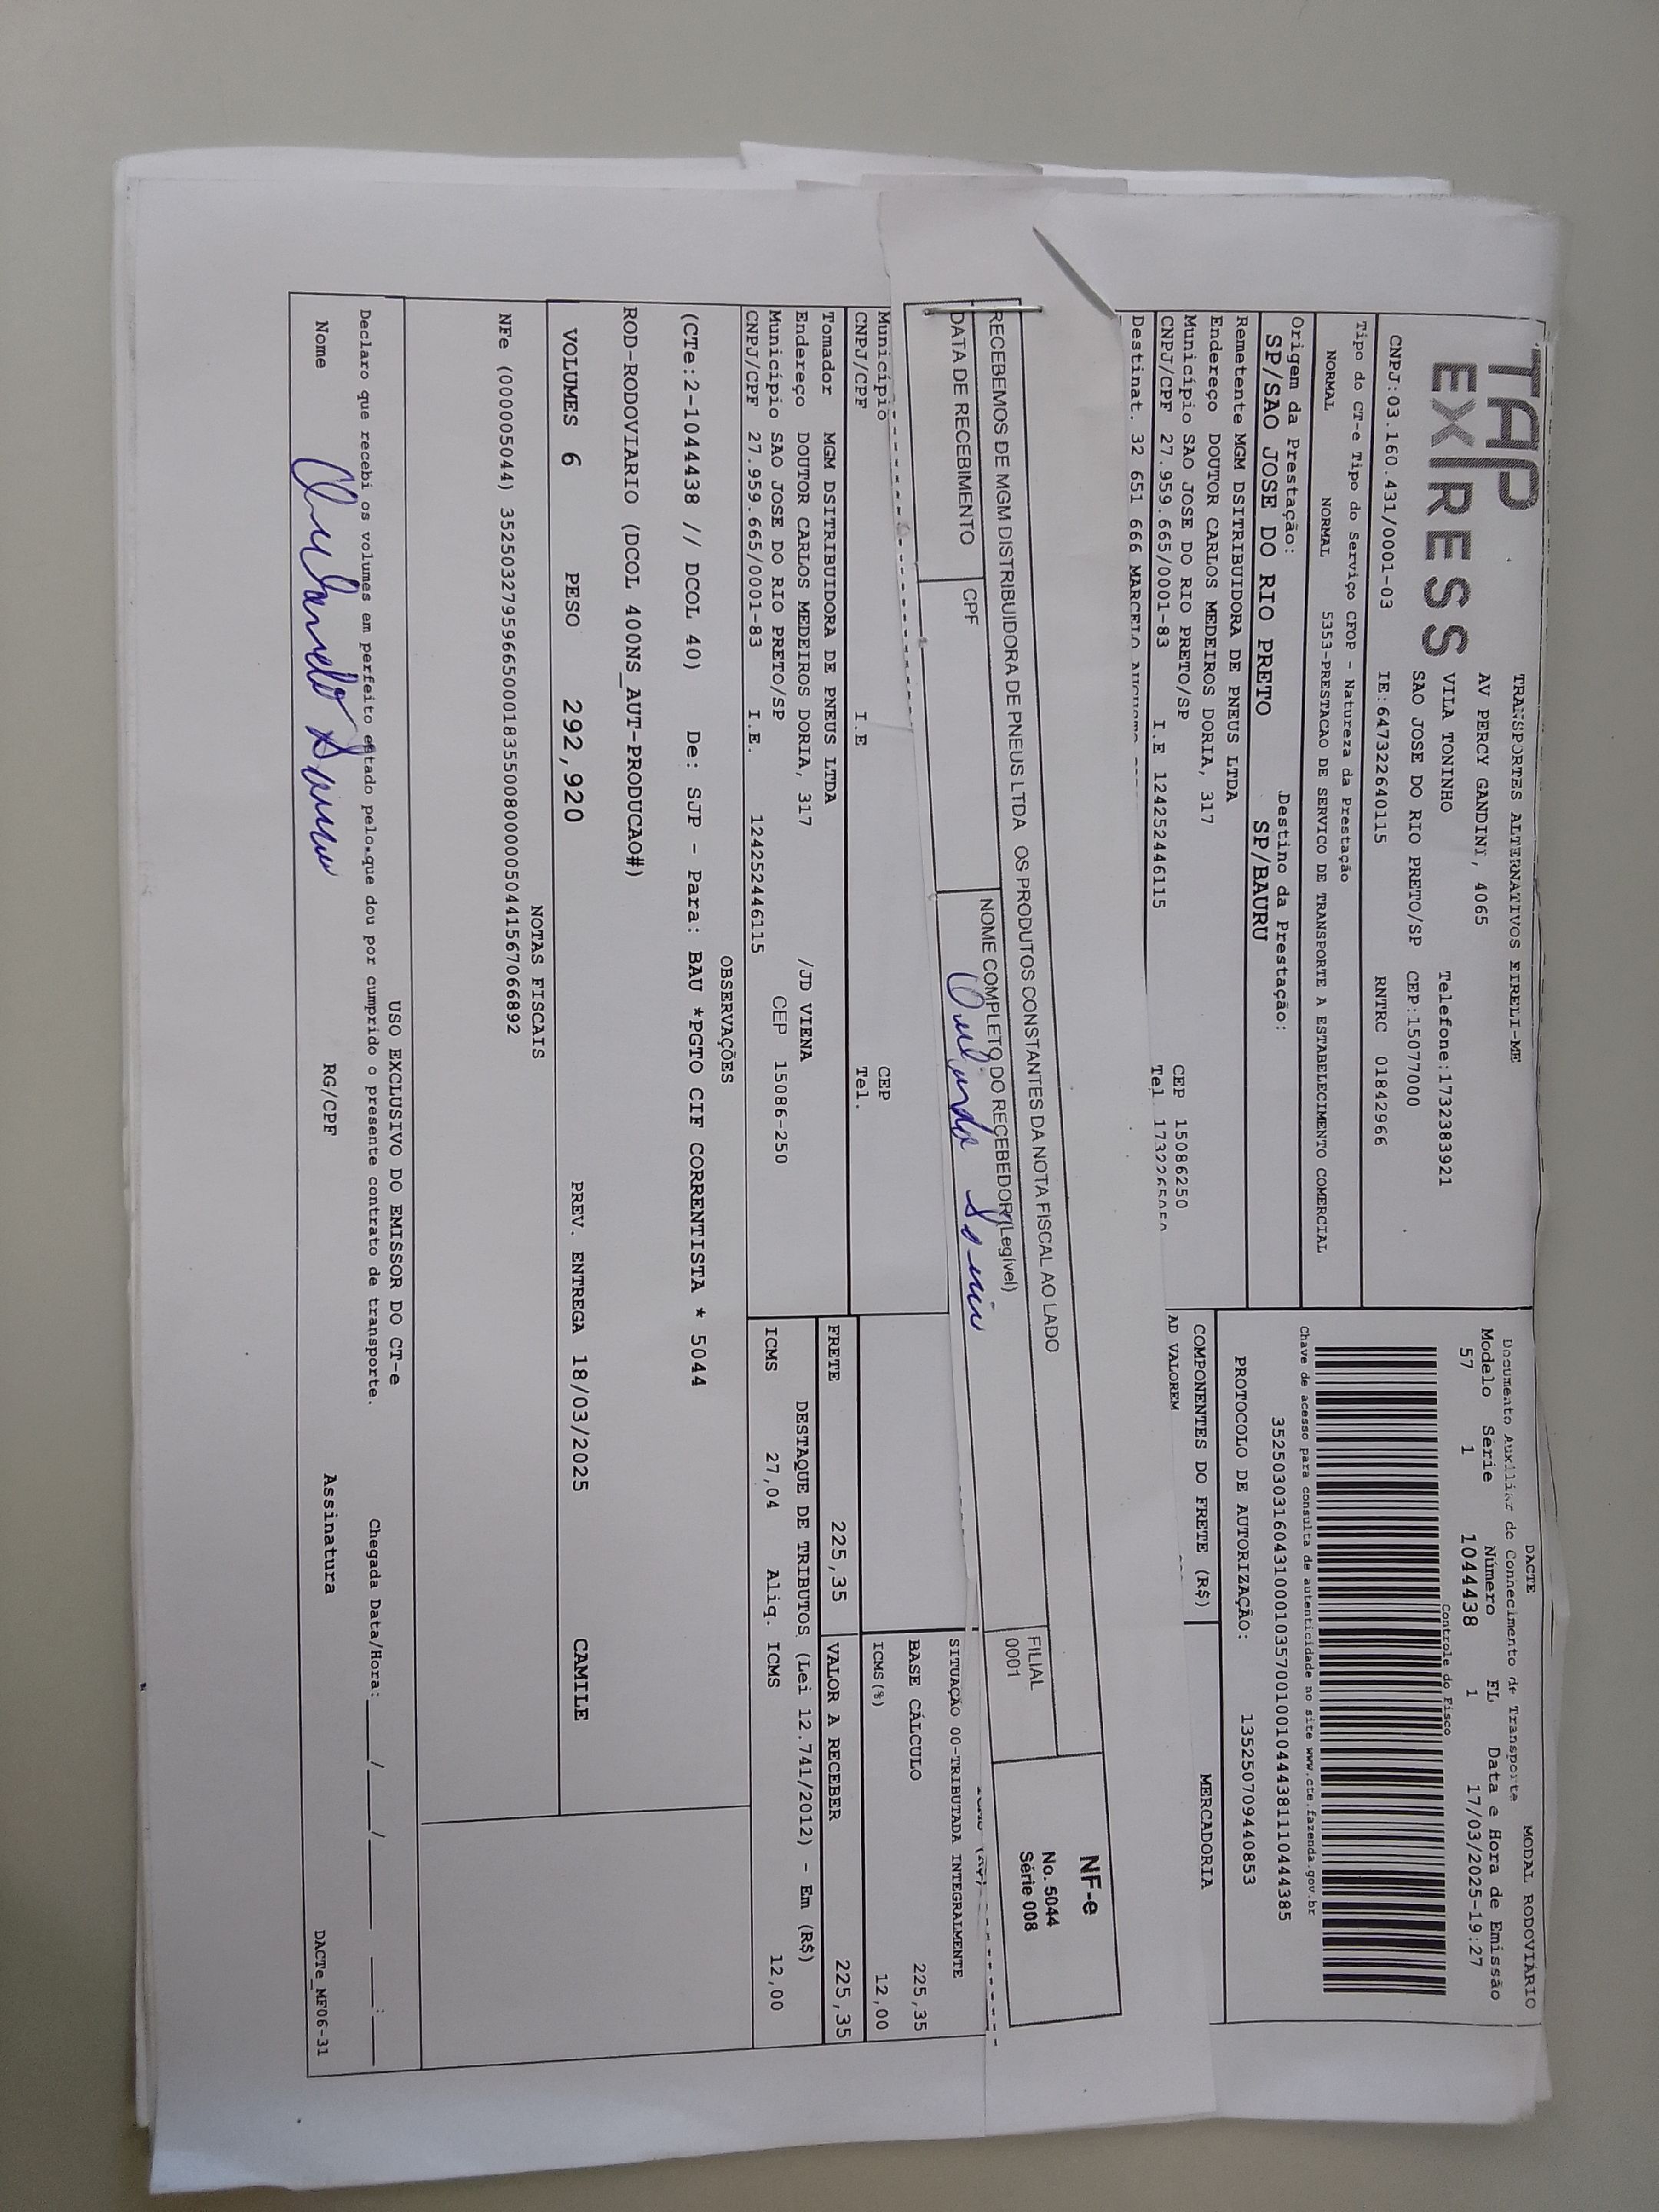 TAP
EXPRESS
TRANSPORTES ALTERNATIVOS EIRELI-ME
AV PERCY GANDINI, 4065
VILA TONINHO Telefone:1732383921
SAO JOSE DO RIO PRETO/SP CEP:15077000
CNPJ:03.160.431/0001-03 IE:647322640115 RNTRC 01842966
DACTE MODAL RODOVIÁRIO
Documento Auxiliar de Connecimento de Transporte
Modelo Série Número FL Data e Hora de Emissão
57 1 1044438 1 17/03/2025-19:27
Controle do Fisco
Chave de acesso para consulta de autenticidade no site www.cte.fazenda.gov.br
35250303160431000103570010010444381110444385
PROTOCOLO DE AUTORIZAÇÃO: 135250709440853
Tipo do CT-e Tipo do Serviço CFOP - Natureza da Prestação
NORMAL NORMAL 5353-PRESTACAO DE SERVICO DE TRANSPORTE A ESTABELECIMENTO COMERCIAL
Origem da Prestação: Destino da Prestação:
SP/SAO JOSE DO RIO PRETO SP/BAURU
Remetente MGM DSITRIBUIDORA DE PNEUS LTDA
Endereço DOUTOR CARLOS MEDEIROS DORIA, 317
Município SAO JOSE DO RIO PRETO/SP CEP 15086250
CNPJ/CPF 27.959.665/0001-83 I.E 124252446115 Tel
Destinat. 32 651 666 MARCELO
COMPONENTES DO FRETE (R$) MERCADORIA
AD VALOREM
RECEBEMOS DE MGM DISTRIBUIDORA DE PNEUS LTDA OS PRODUTOS CONSTANTES DA NOTA FISCAL AO LADO
DATA DE RECEBIMENTO CPF NOME COMPLETO DO RECEBEDOR(Legível)
FILIAL
0001
NF-e
No. 5044
Série 008
Município CEP
CNPJ/CPF I.E Tel.
SITUAÇÃO 00-TRIBUTADA INTEGRALMENTE
BASE CÁLCULO 225,35
ICMS(%) 12,00
Tomador MGM DSITRIBUIDORA DE PNEUS LTDA
Endereço DOUTOR CARLOS MEDEIROS DORIA, 317 /JD VIENA
Município SAO JOSE DO RIO PRETO/SP CEP 15086-250
CNPJ/CPF 27.959.665/0001-83 I.E. 124252446115
FRETE 225,35 VALOR A RECEBER 225,35
DESTAQUE DE TRIBUTOS (Lei 12.741/2012) - Em (R$)
ICMS 27,04 Aliq. ICMS 12,00
OBSERVAÇÕES
(CTe:2-1044438 // DCOL 40) De: SJP - Para: BAU *PGTO CIF CORRENTISTA * 5044
ROD-RODOVIARIO (DCOL 400NS_AUT-PRODUCAO#)
VOLUMES 6 PESO 292,920 PREV. ENTREGA 18/03/2025 CAMILE
NOTAS FISCAIS
NFe (000005044) 35250327959665000183550080000050441567066892
USO EXCLUSIVO DO EMISSOR DO CT-e
Declaro que recebi os volumes em perfeito estado pelo que dou por cumprido o presente contrato de transporte. Chegada Data/Hora:___/___/___ __:__
Nome RG/CPF Assinatura DACTe_MF06-31